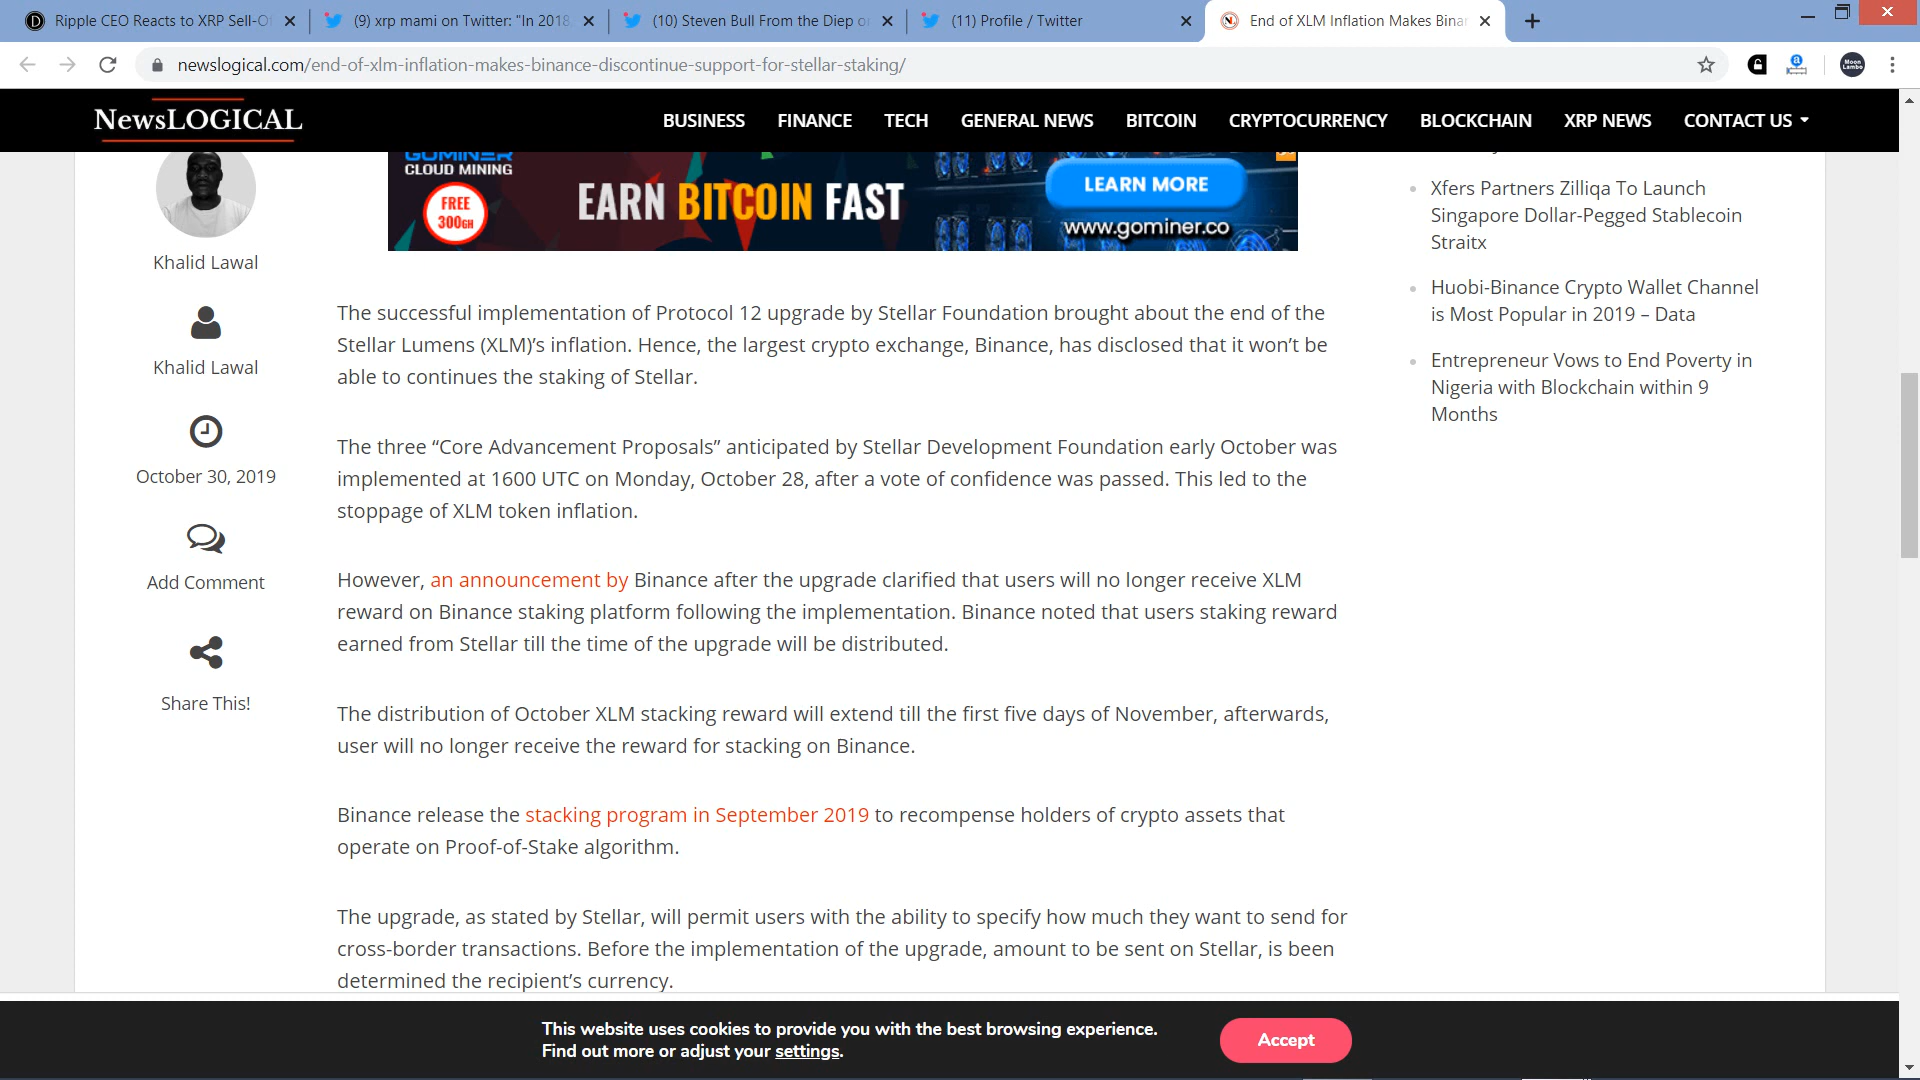 Ripple CEO Reacts to XRP Sell-O
(9) xrp mami on Twitter: "In 2018
(10) Steven Bull From the Diep o
(11) Profile / Twitter
End of XLM Inflation Makes Binan
newslogical.com/end-of-xlm-inflation-makes-binance-discontinue-support-for-stellar-staking/
a
Moon
Lambo
NewsLOGICAL
BUSINESS
FINANCE
TECH
GENERAL NEWS
BITCOIN
CRYPTOCURRENCY
BLOCKCHAIN
XRP NEWS
CONTACT US
GOMINER
CLOUD MINING
FREE
300GH
EARN BITCOIN FAST
LEARN MORE
www.gominer.co
Khalid Lawal
Khalid Lawal
October 30, 2019
Add Comment
Share This!
The successful implementation of Protocol 12 upgrade by Stellar Foundation brought about the end of the
Stellar Lumens (XLM)’s inflation. Hence, the largest crypto exchange, Binance, has disclosed that it won’t be
able to continues the staking of Stellar.
The three “Core Advancement Proposals” anticipated by Stellar Development Foundation early October was
implemented at 1600 UTC on Monday, October 28, after a vote of confidence was passed. This led to the
stoppage of XLM token inflation.
However, an announcement by Binance after the upgrade clarified that users will no longer receive XLM
reward on Binance staking platform following the implementation. Binance noted that users staking reward
earned from Stellar till the time of the upgrade will be distributed.
The distribution of October XLM stacking reward will extend till the first five days of November, afterwards,
user will no longer receive the reward for stacking on Binance.
Binance release the stacking program in September 2019 to recompense holders of crypto assets that
operate on Proof-of-Stake algorithm.
The upgrade, as stated by Stellar, will permit users with the ability to specify how much they want to send for
cross-border transactions. Before the implementation of the upgrade, amount to be sent on Stellar, is been
determined the recipient’s currency.
Xfers Partners Zilliqa To Launch
Singapore Dollar-Pegged Stablecoin
Straitx
Huobi-Binance Crypto Wallet Channel
is Most Popular in 2019 – Data
Entrepreneur Vows to End Poverty in
Nigeria with Blockchain within 9
Months
This website uses cookies to provide you with the best browsing experience.
Find out more or adjust your settings.
Accept